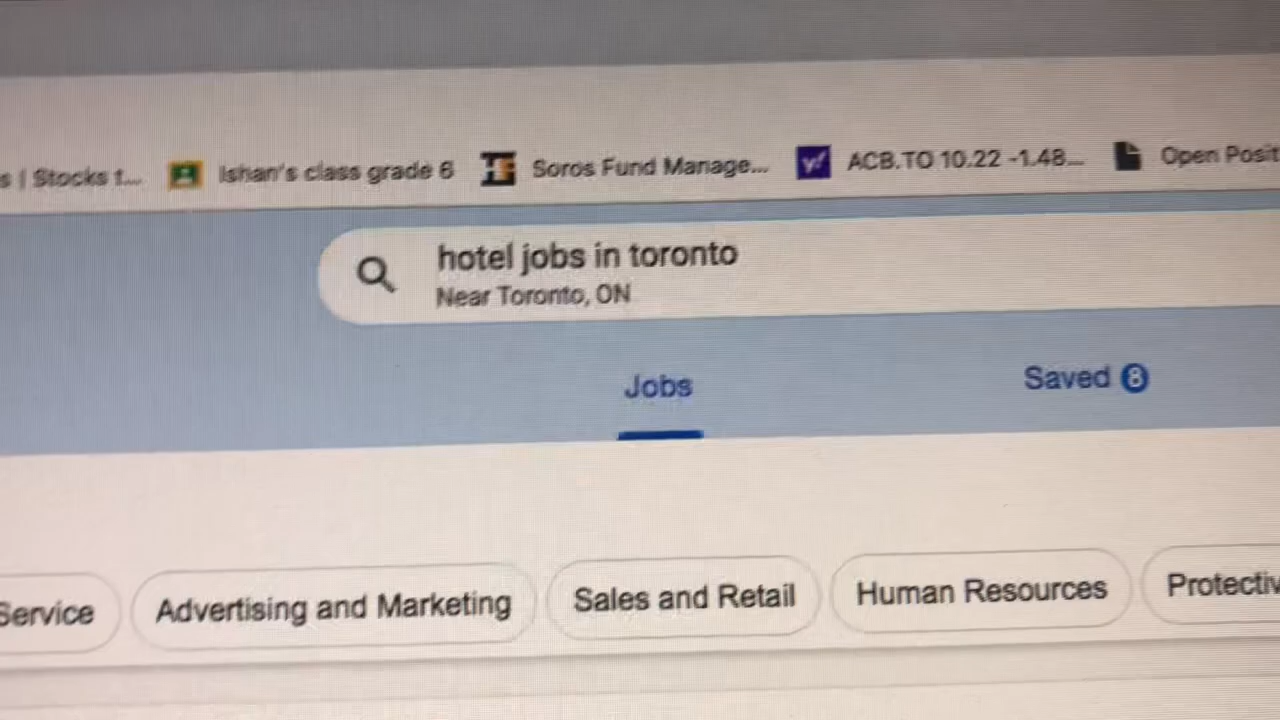 s | Stocks t... Ishan's class grade 6 Soros Fund Manage... y! ACB.TO 10.22 -1.48... Open Posit
hotel jobs in toronto
Near Toronto, ON
Jobs Saved 8
Service Advertising and Marketing Sales and Retail Human Resources Protectiv